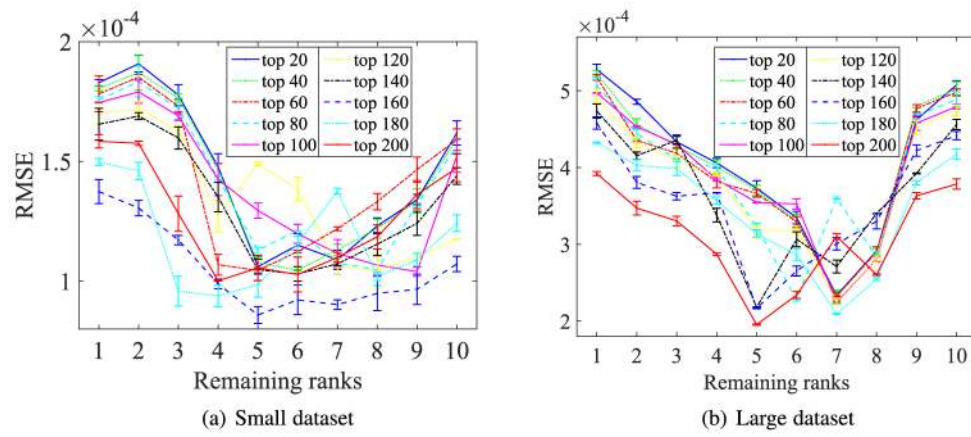 ×10⁻⁴
2
1.5
1
RMSE
top 20
top 40
top 60
top 80
top 100
top 120
top 140
top 160
top 180
top 200
1 2 3 4 5 6 7 8 9 10
Remaining ranks
(a) Small dataset
×10⁻⁴
5
4
3
2
RMSE
top 20
top 40
top 60
top 80
top 100
top 120
top 140
top 160
top 180
top 200
1 2 3 4 5 6 7 8 9 10
Remaining ranks
(b) Large dataset